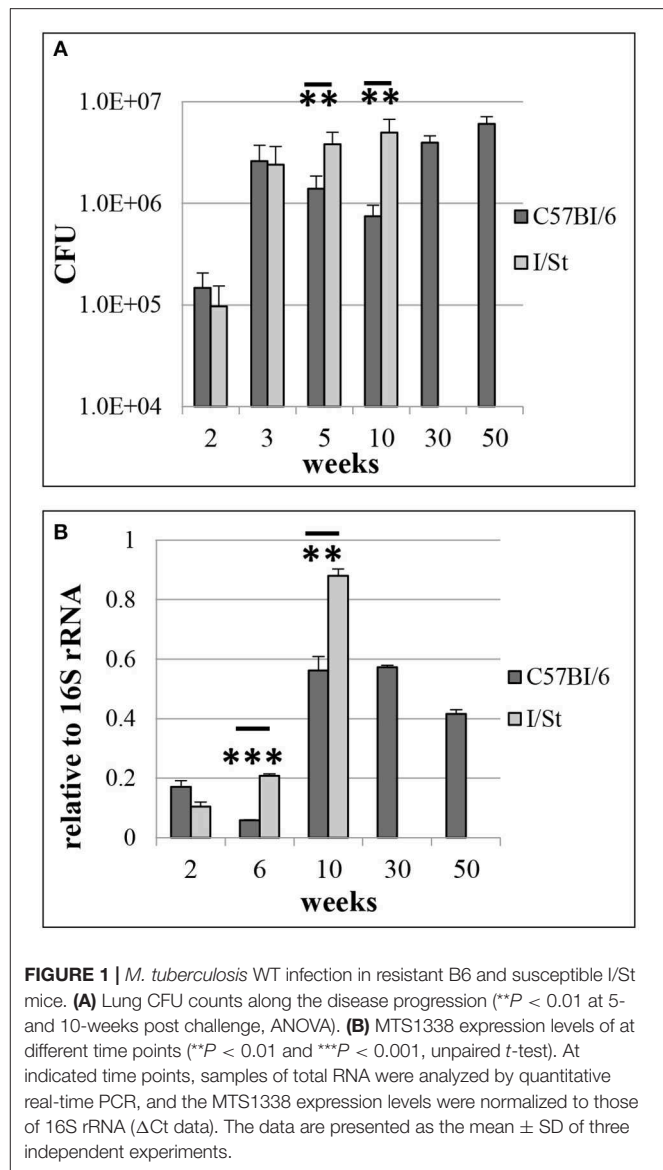 A
1.0E+07
1.0E+06
1.0E+05
1.0E+04
CFU
** **
C57BI/6
I/St
2 3 5 10 30 50
weeks
B
1
0.8
0.6
0.4
0.2
0
relative to 16S rRNA
**
***
C57BI/6
I/St
2 6 10 30 50
weeks
FIGURE 1 | M. tuberculosis WT infection in resistant B6 and susceptible I/St
mice. (A) Lung CFU counts along the disease progression (**P < 0.01 at 5-
and 10-weeks post challenge, ANOVA). (B) MTS1338 expression levels of at
different time points (**P < 0.01 and ***P < 0.001, unpaired t-test). At
indicated time points, samples of total RNA were analyzed by quantitative
real-time PCR, and the MTS1338 expression levels were normalized to those
of 16S rRNA (ΔCt data). The data are presented as the mean ± SD of three
independent experiments.